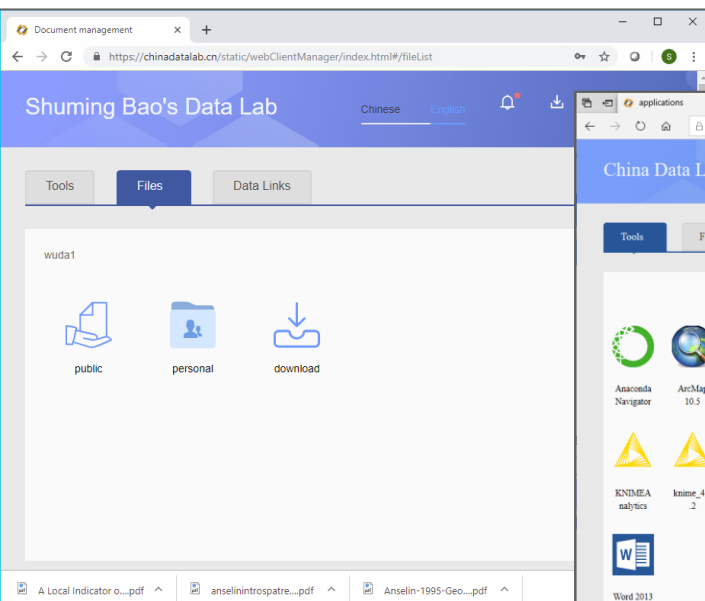 Document management
https://chinadatalab.cn/static/webClientManager/index.html#/fileList
S
Shuming Bao's Data Lab
Chinese
English
Tools
Files
Data Links
wuda1
public
personal
download
A Local Indicator o....pdf
anselinintrospatre....pdf
Anselin-1995-Geo....pdf
applications
China Data L
Tools
F
Anaconda
Navigator
ArcMap
10.5
KNIMEA
nalytics
knime_4
.2
W
Word 2013